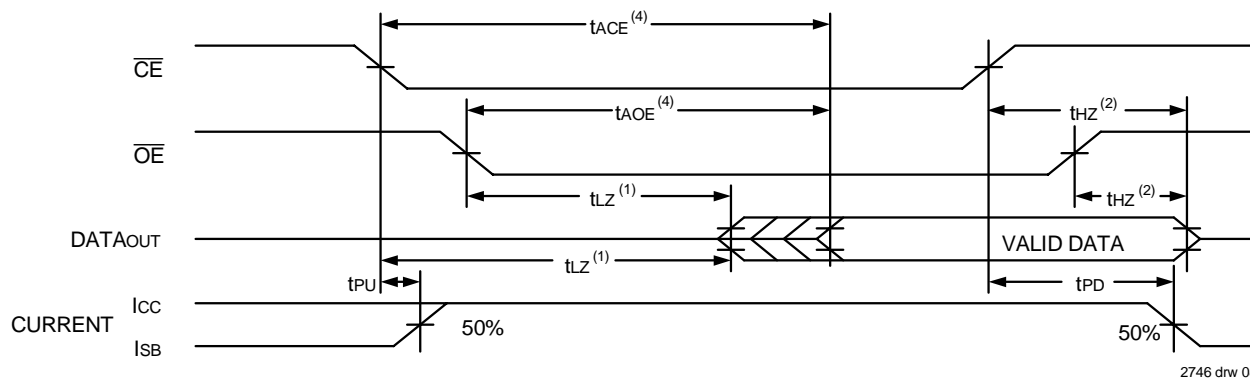 tACE (4)
CE
tAOE (4)
tHZ (2)
OE
tLZ (1)
tHZ (2)
DATAOUT
VALID DATA
tLZ (1)
tPU
tPD
ICC
CURRENT
50%
50%
ISB
2746 drw 0